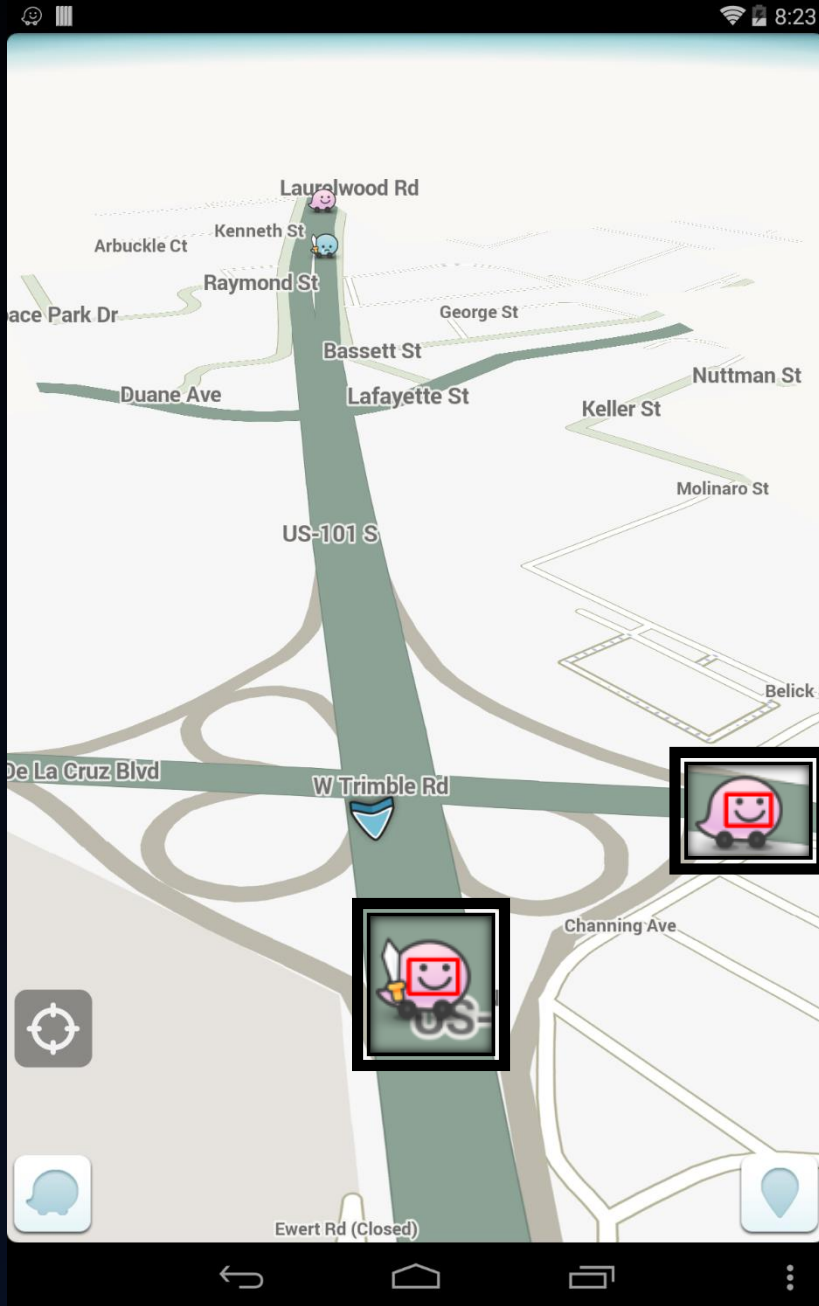 8:23
Laurelwood Rd
Kenneth St
Arbuckle Ct
Raymond St
ace Park Dr
George St
Bassett St
Nuttman St
Duane Ave
Lafayette St
Keller St
Molinaro St
US-101 S
Belick
De La Cruz Blvd
W Trimble Rd
Channing Ave
US-
Ewert Rd (Closed)